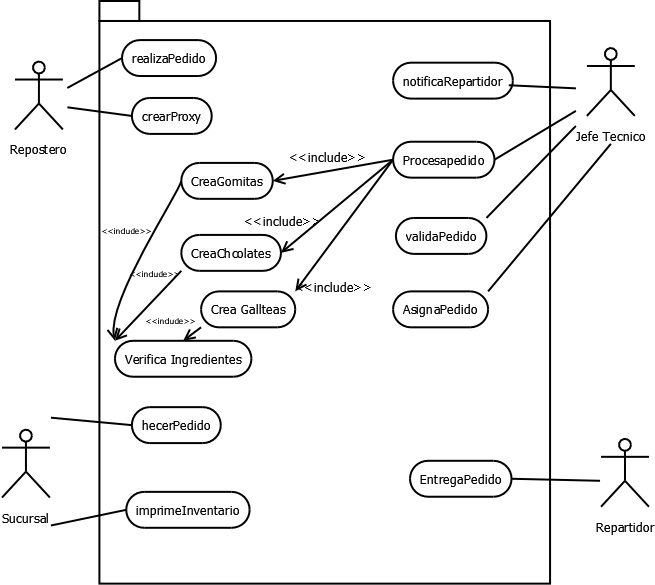 realizaPedido
notificaRepartidor
crearProxy
Repostero
Jefe Tecnico
<<include>>
Procesapedido
CreaGomitas
<<include>>
<<include>>
validaPedido
CreaChcolates
<<include>>
<<include>>
Crea Gallteas
AsignaPedido
<<include>>
Verifica Ingredientes
hecerPedido
EntregaPedido
imprimeInventario
Sucursal
Repartidor